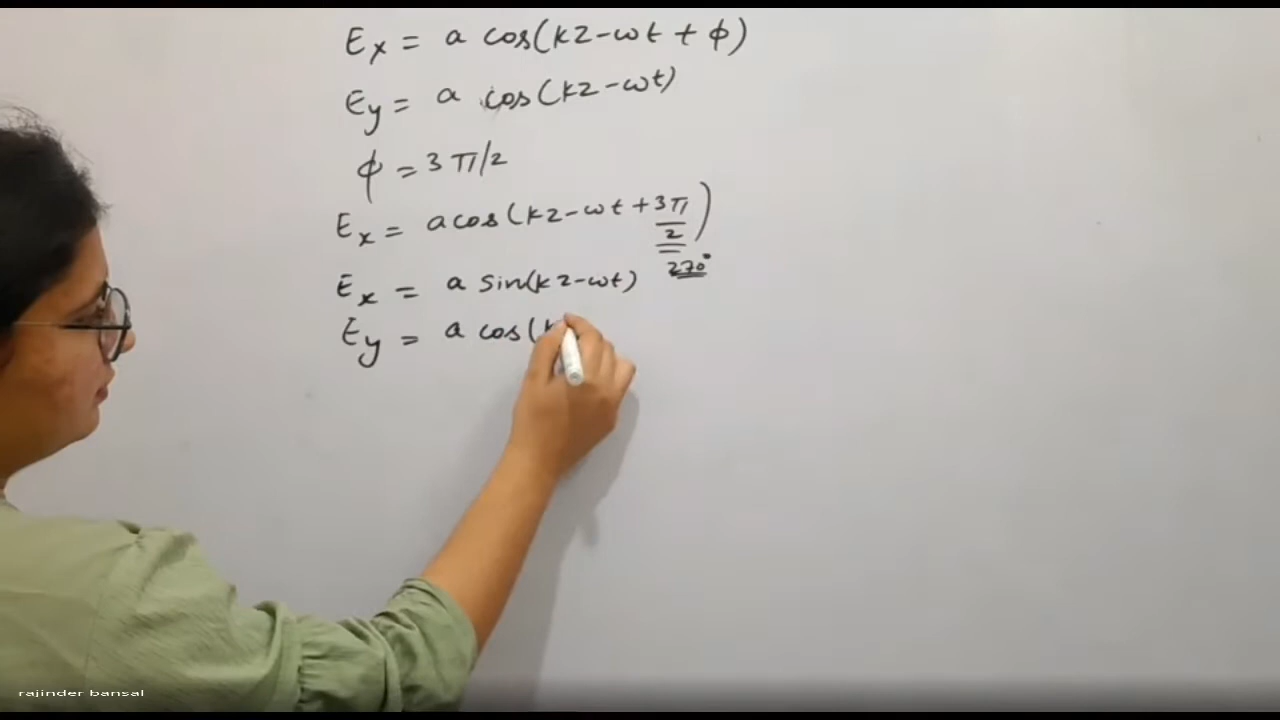 Ex = a cos(kz-ωt + ϕ)
Ey = a cos(kz-ωt)
ϕ = 3π/2
Ex = a cos(kz-ωt + 3π/2)
270°
Ex = a sin(kz-ωt)
Ey = a cos(k
rajinder bansal